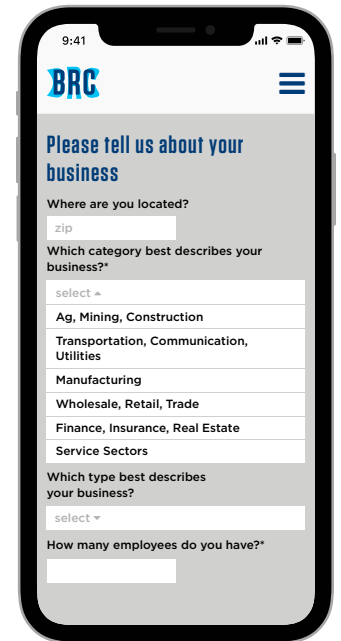 9:41
BRC
Please tell us about your
business
Where are you located?
zip
Which category best describes your
business?*
select
Ag, Mining, Construction
Transportation, Communication,
Utilities
Manufacturing
Wholesale, Retail, Trade
Finance, Insurance, Real Estate
Service Sectors
Which type best describes
your business?
select
How many employees do you have?*